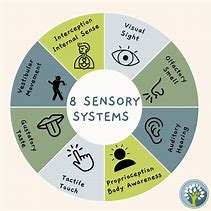 8 SENSORY
SYSTEMS
Visual
Sight
Olfactory
Smell
Auditory
Hearing
Proprioception
Body Awareness
Tactile
Touch
Gustatory
Taste
Vestibular
Movement
Interoception
Internal Sense